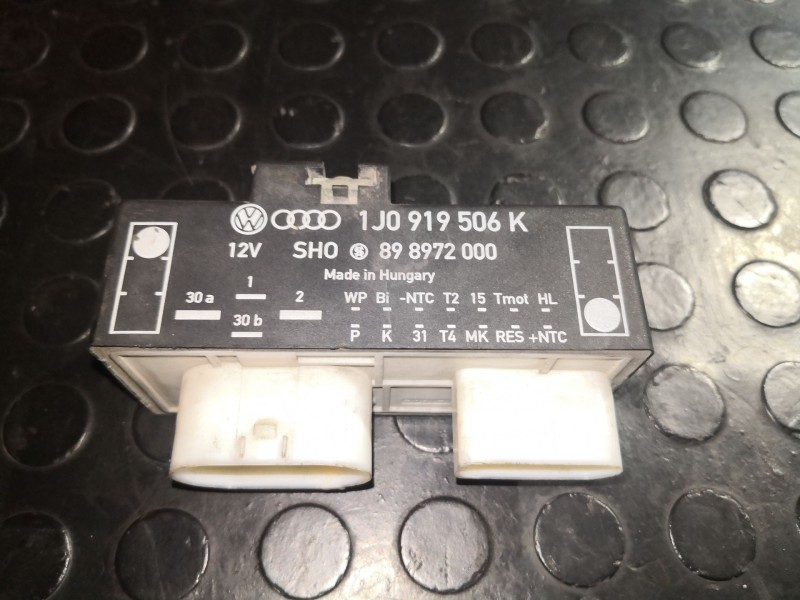 1J0 919 506 K
12V SHO S 89 8972 000
Made in Hungary
30a 1 2 WP Bi -NTC T2 15 Tmot HL
30b P K 31 T4 MK RES +NTC